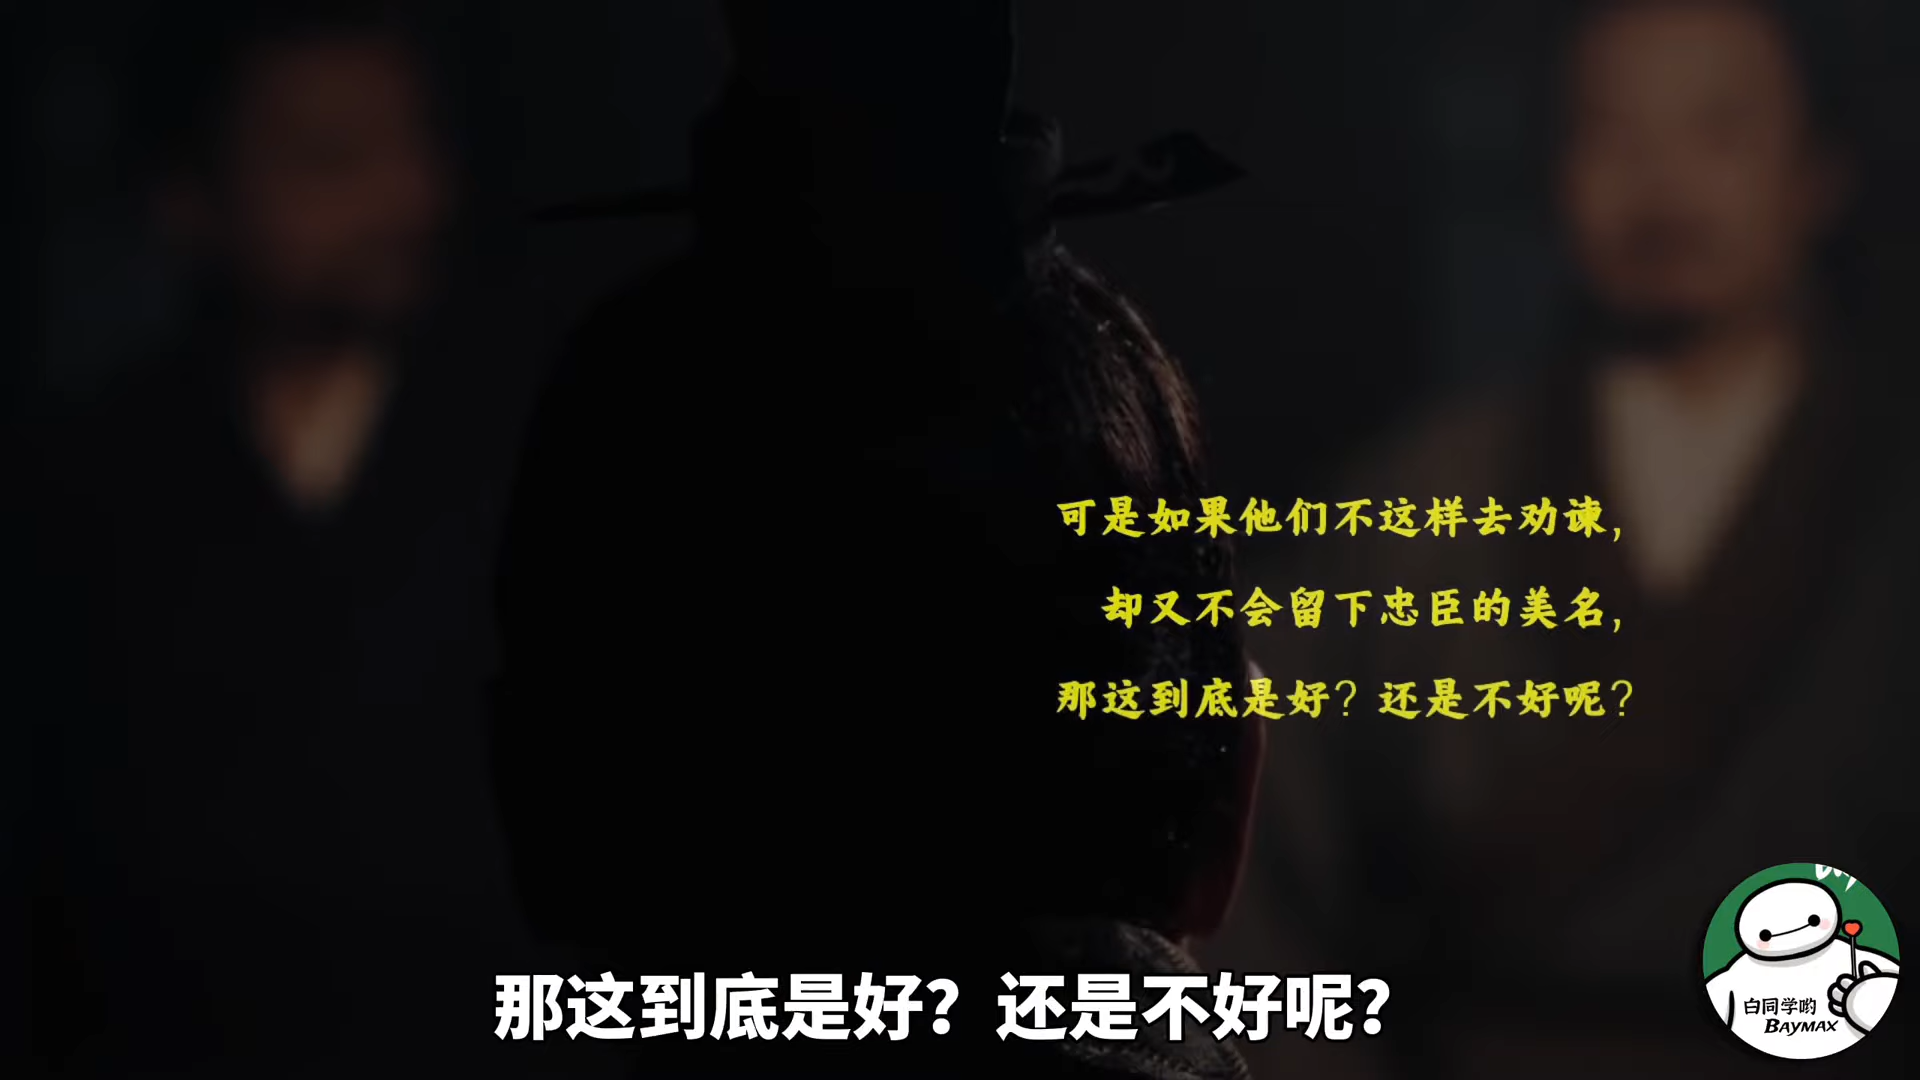 可是如果他们不这样去劝谏，
却又不会留下忠臣的美名，
那这到底是好？还是不好呢？
那这到底是好？还是不好呢？
白同学哟
BAYMAX